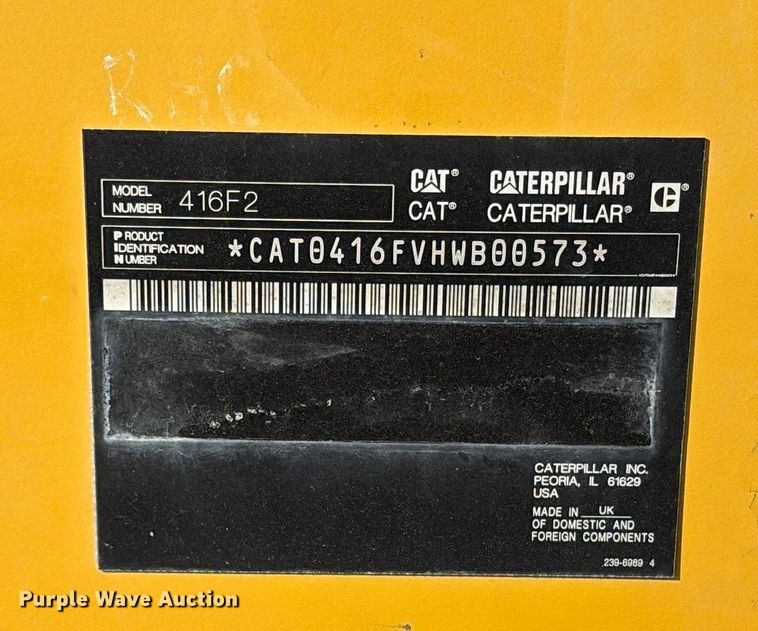 RHC
CAT® CATERPILLAR®
MODEL
NUMBER 416F2
CAT® CATERPILLAR®
PRODUCT
IDENTIFICATION
NUMBER *CAT0416FVHWB00573*
CATERPILLAR INC.
PEORIA, IL 61629
USA
MADE IN UK
OF DOMESTIC AND
FOREIGN COMPONENTS
239-6989 4
Purple Wave Auction